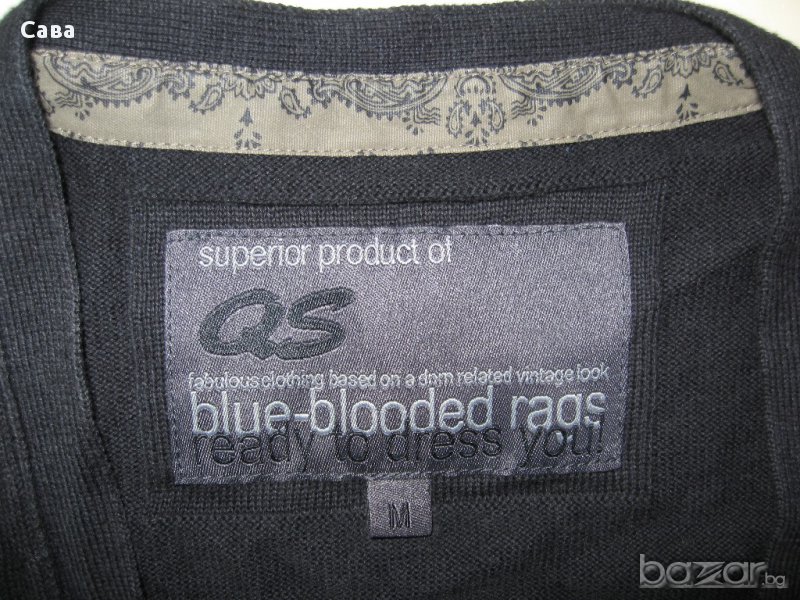 Сава
superior product of
QS
fabulous clothing based on a dnm related vintage look
blue-blooded rags
ready to dress you!
M
bazar.bg